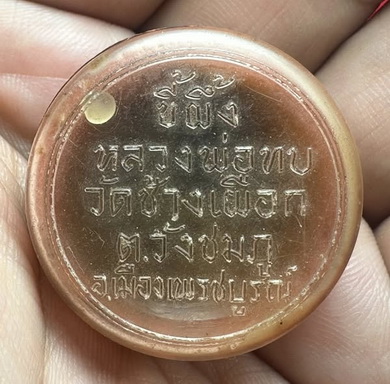 ขี้ผึ้ง
หลวงพ่อทบ
วัดช้างเผือก
ต.วังชมภู
อ.เมืองเพรชบูรณ์